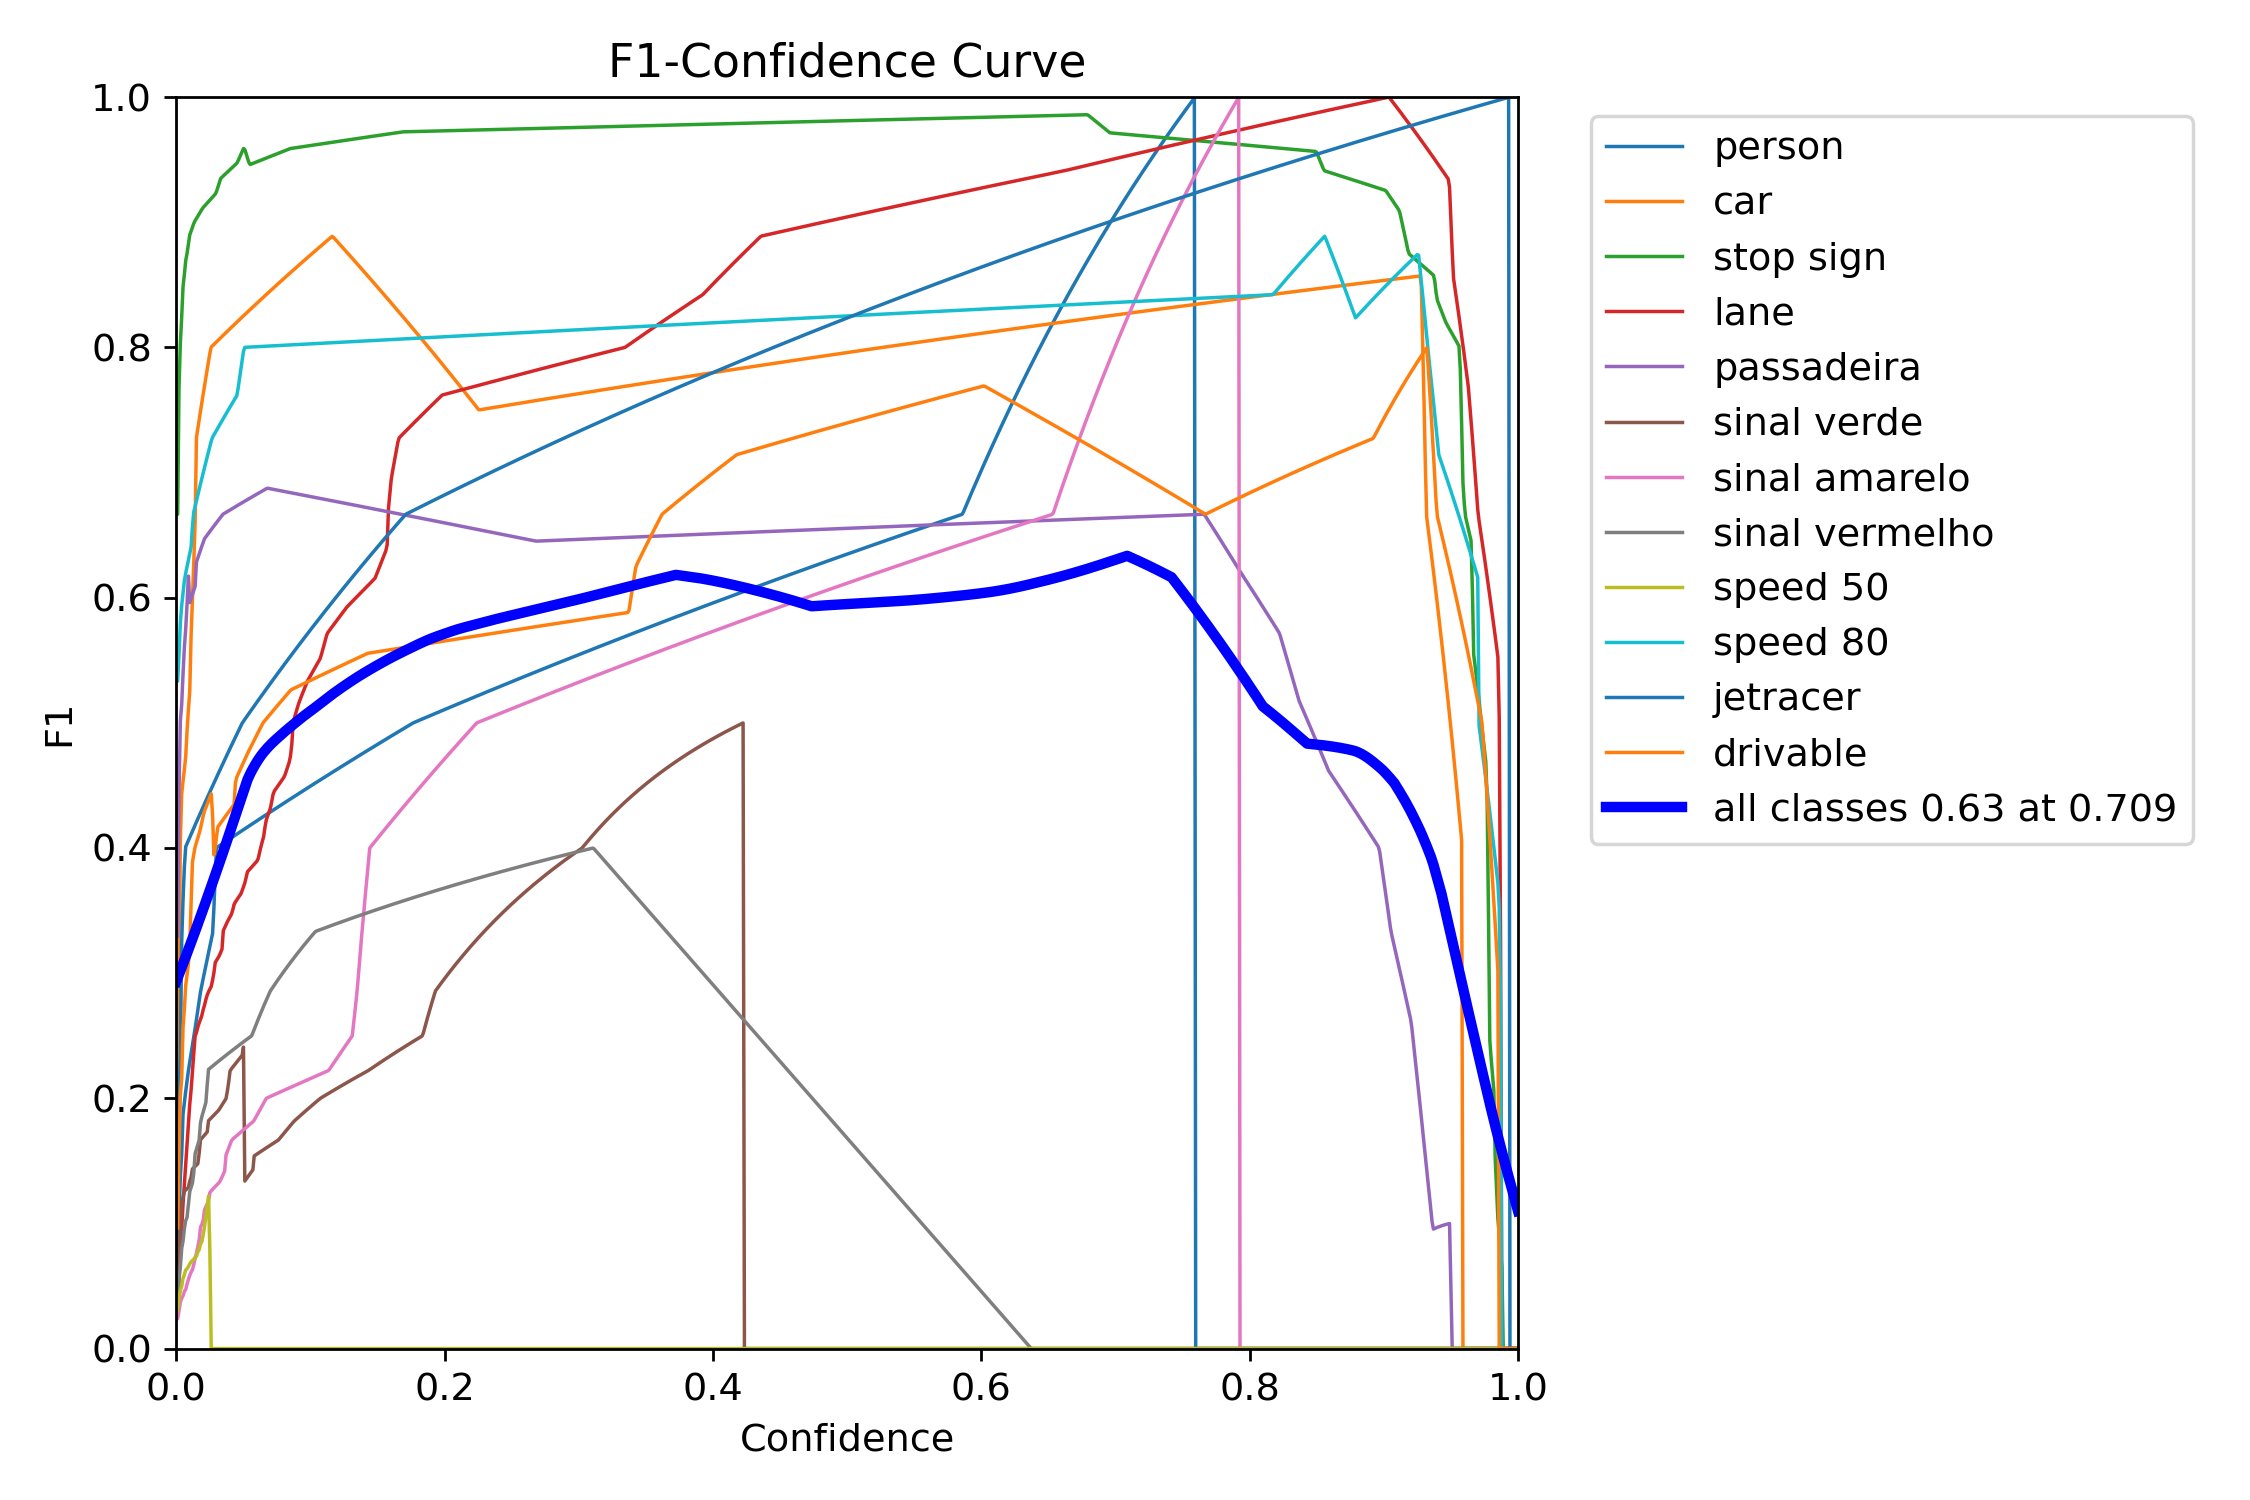 F1-Confidence Curve
1.0
0.8
0.6
0.4
0.2
0.0
F1
0.0 0.2 0.4 0.6 0.8 1.0
Confidence
person
car
stop sign
lane
passadeira
sinal verde
sinal amarelo
sinal vermelho
speed 50
speed 80
jetracer
drivable
all classes 0.63 at 0.709